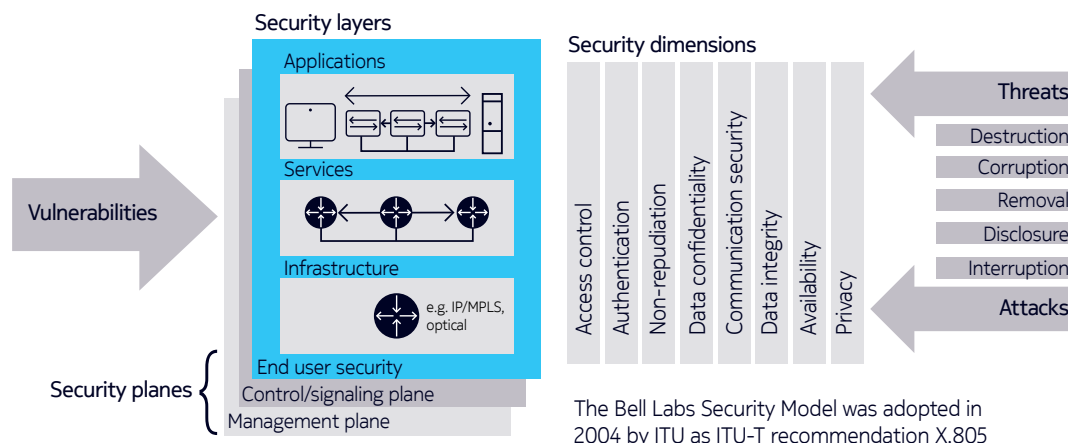 Security layers
Applications
Services
Infrastructure
e.g. IP/MPLS,
optical
End user security
Control/signaling plane
Management plane
Security planes
Vulnerabilities
Security dimensions
Access control
Authentication
Non-repudiation
Data confidentiality
Communication security
Data integrity
Availability
Privacy
Threats
Destruction
Corruption
Removal
Disclosure
Interruption
Attacks
The Bell Labs Security Model was adopted in
2004 by ITU as ITU-T recommendation X.805